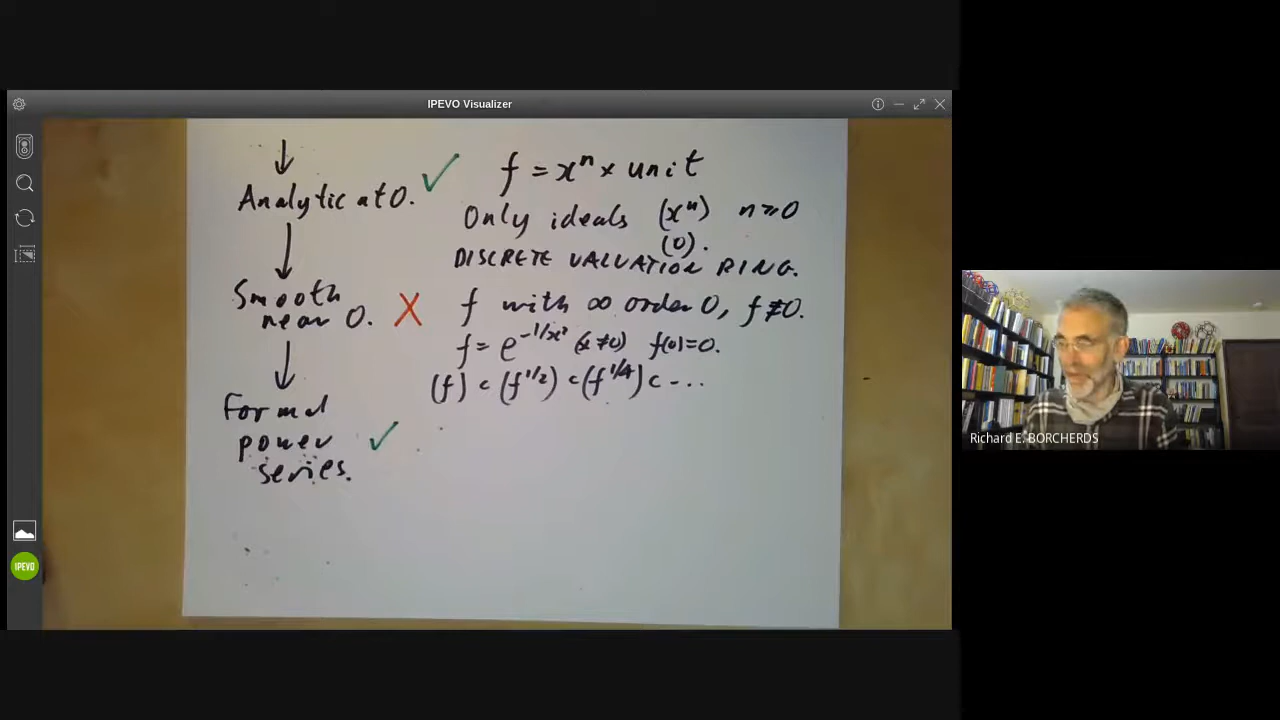 IPEVO Visualizer
↓
Analytic at 0. ✓ f = xⁿ × unit
Only ideals (xⁿ) n≥0
(0).
DISCRETE VALUATION RING.
↓
Smooth near 0. X f with ∞ order 0, f≢0.
f = e^{-1/x²} (x≠0) f(0)=0.
↓
(f) ⊂ (f^{1/2}) ⊂ (f^{1/4}) ⊂ ---
Formal
power ✓
series.
IPEVO
Richard E. BORCHERDS